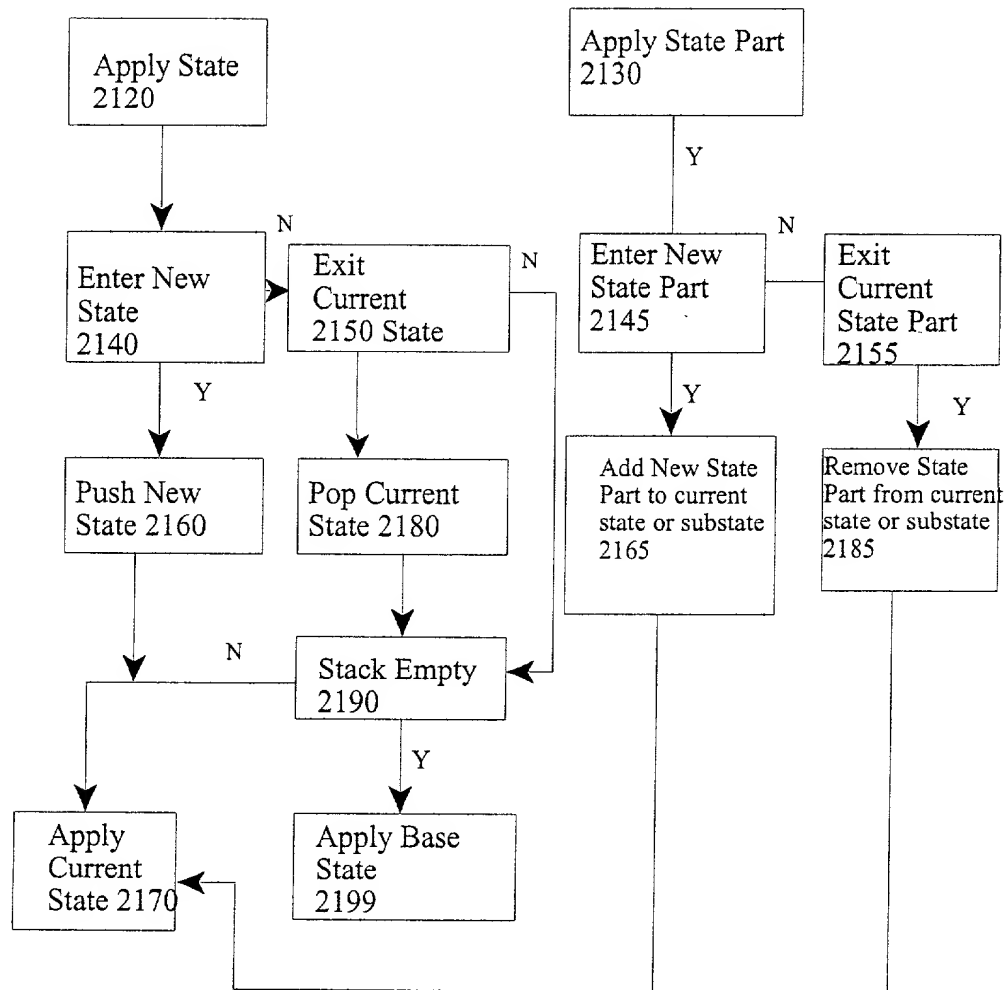 Apply State
2120
Apply State Part
2130
Y
N
N
N
Enter New
State
2140
Exit
Current
2150 State
Enter New
State Part
2145
Exit
Current
State Part
2155
Y
Y
Y
Push New
State 2160
Pop Current
State 2180
Add New State
Part to current
state or substate
2165
Remove State
Part from current
state or substate
2185
N
Stack Empty
2190
Y
Apply
Current
State 2170
Apply Base
State
2199